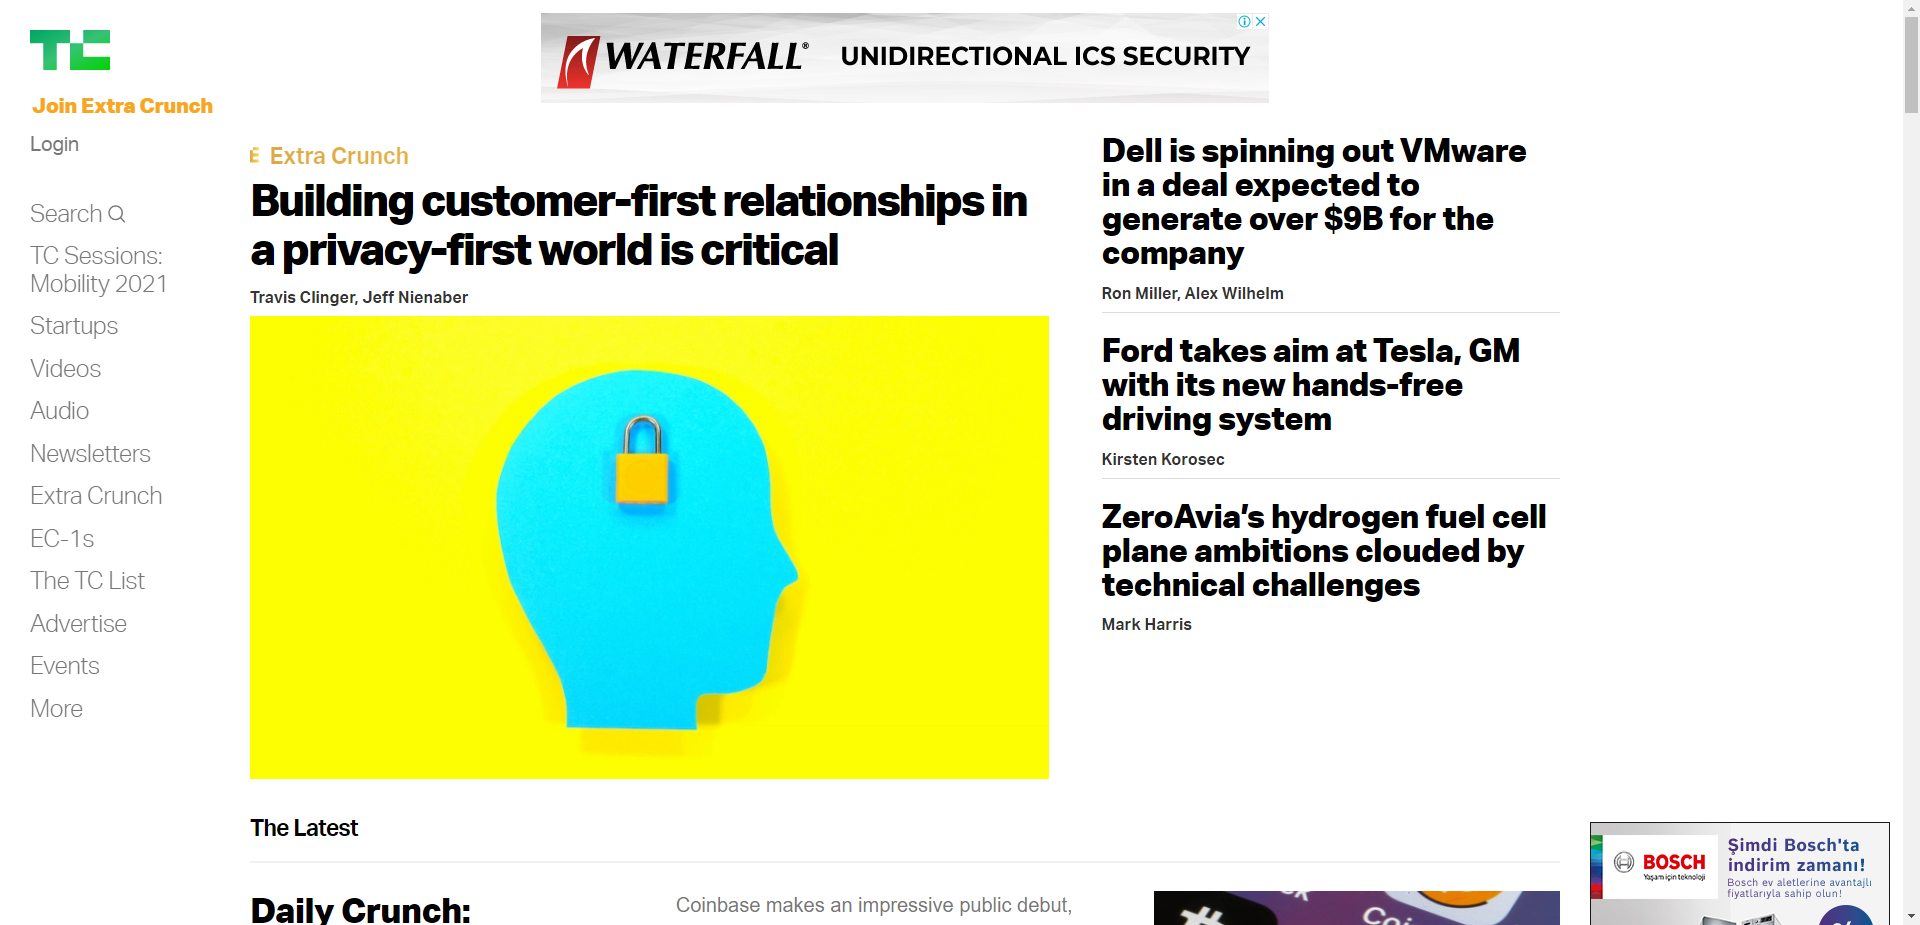 TC
Join Extra Crunch
Login
Search
TC Sessions:
Mobility 2021
Startups
Videos
Audio
Newsletters
Extra Crunch
EC-1s
The TC List
Advertise
Events
More
WATERFALL® UNIDIRECTIONAL ICS SECURITY
Extra Crunch
Building customer-first relationships in
a privacy-first world is critical
Travis Clinger, Jeff Nienaber
Dell is spinning out VMware
in a deal expected to
generate over $9B for the
company
Ron Miller, Alex Wilhelm
Ford takes aim at Tesla, GM
with its new hands-free
driving system
Kirsten Korosec
ZeroAvia’s hydrogen fuel cell
plane ambitions clouded by
technical challenges
Mark Harris
The Latest
Daily Crunch:
Coinbase makes an impressive public debut,
BOSCH
Yaşam için teknoloji
Şimdi Bosch'ta
indirim zamanı!
Bosch ev aletlerine avantajlı
fiyatlarıyla sahip olun!